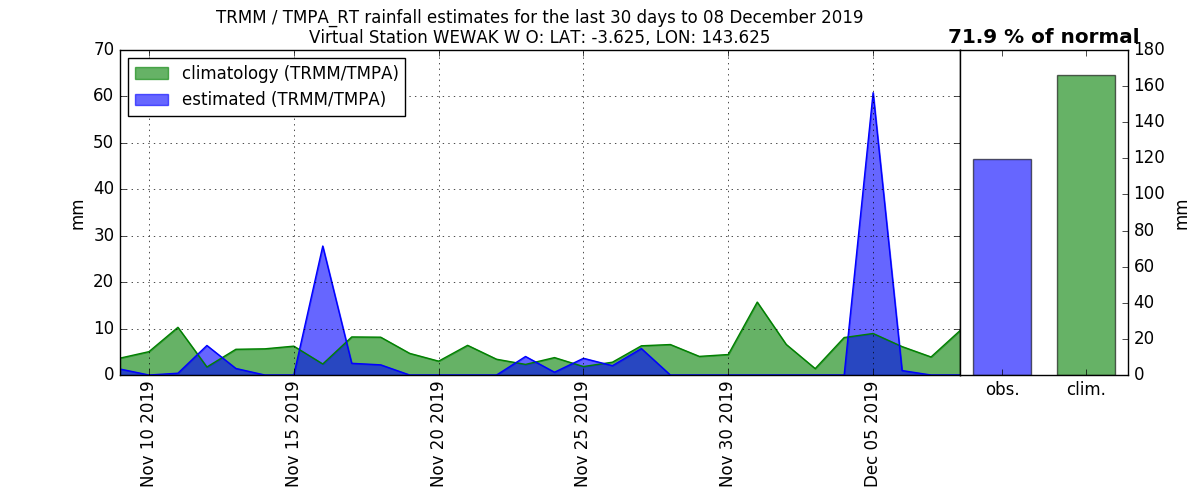 TRMM / TMPA_RT rainfall estimates for the last 30 days to 08 December 2019
Virtual Station WEWAK W O: LAT: -3.625, LON: 143.625
71.9 % of normal
climatology (TRMM/TMPA)
estimated (TRMM/TMPA)
70
60
50
40
30
20
10
0
mm
Nov 10 2019
Nov 15 2019
Nov 20 2019
Nov 25 2019
Nov 30 2019
Dec 05 2019
obs.
clim.
180
160
140
120
100
80
60
40
20
0
mm